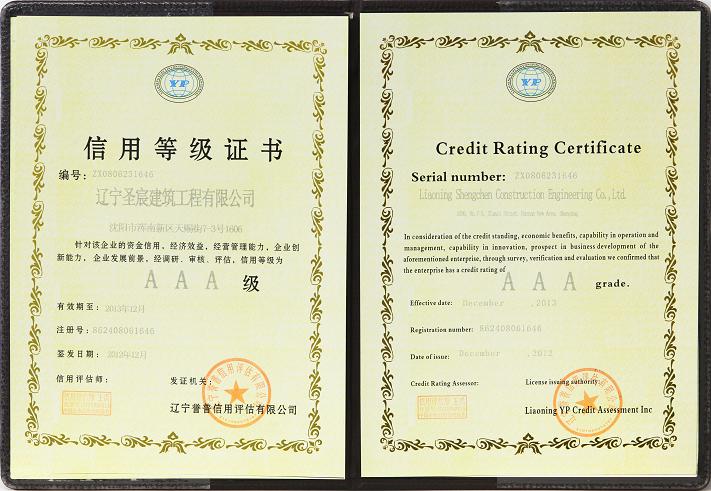 YP
信用等级证书
编号: ZX0806231646
辽宁圣宸建筑工程有限公司
沈阳市浑南新区天赐街7-3号1606
针对该企业的资金信用，经济效益，经营管理能力，企业创
新能力，企业发展前景，经调研、审核、评估，信用等级为
AAA 级
有效期至: 2013年12月
注册号: 862408061646
签发日期: 2012年12月
信用评估师:
发证机关:
辽宁誉普信用评估有限公司
YP
Credit Rating Certificate
Serial number: ZX0806231646
Liaoning Shengchen Construction Engineering Co.,Ltd.
In consideration of the credit standing, economic benefits, capability in operation and
management, capability in innovation, prospect in business development of the
aforementioned enterprise, through survey, verification and evaluation we confirmed that
the enterprise has a credit rating of AAA grade.
Effective date: December ,2013
Registration number: 862408061646
Date of issue: December ,2012
Credit Rating Assessor:
License issuing authority:
Liaoning YP Credit Assessment Inc